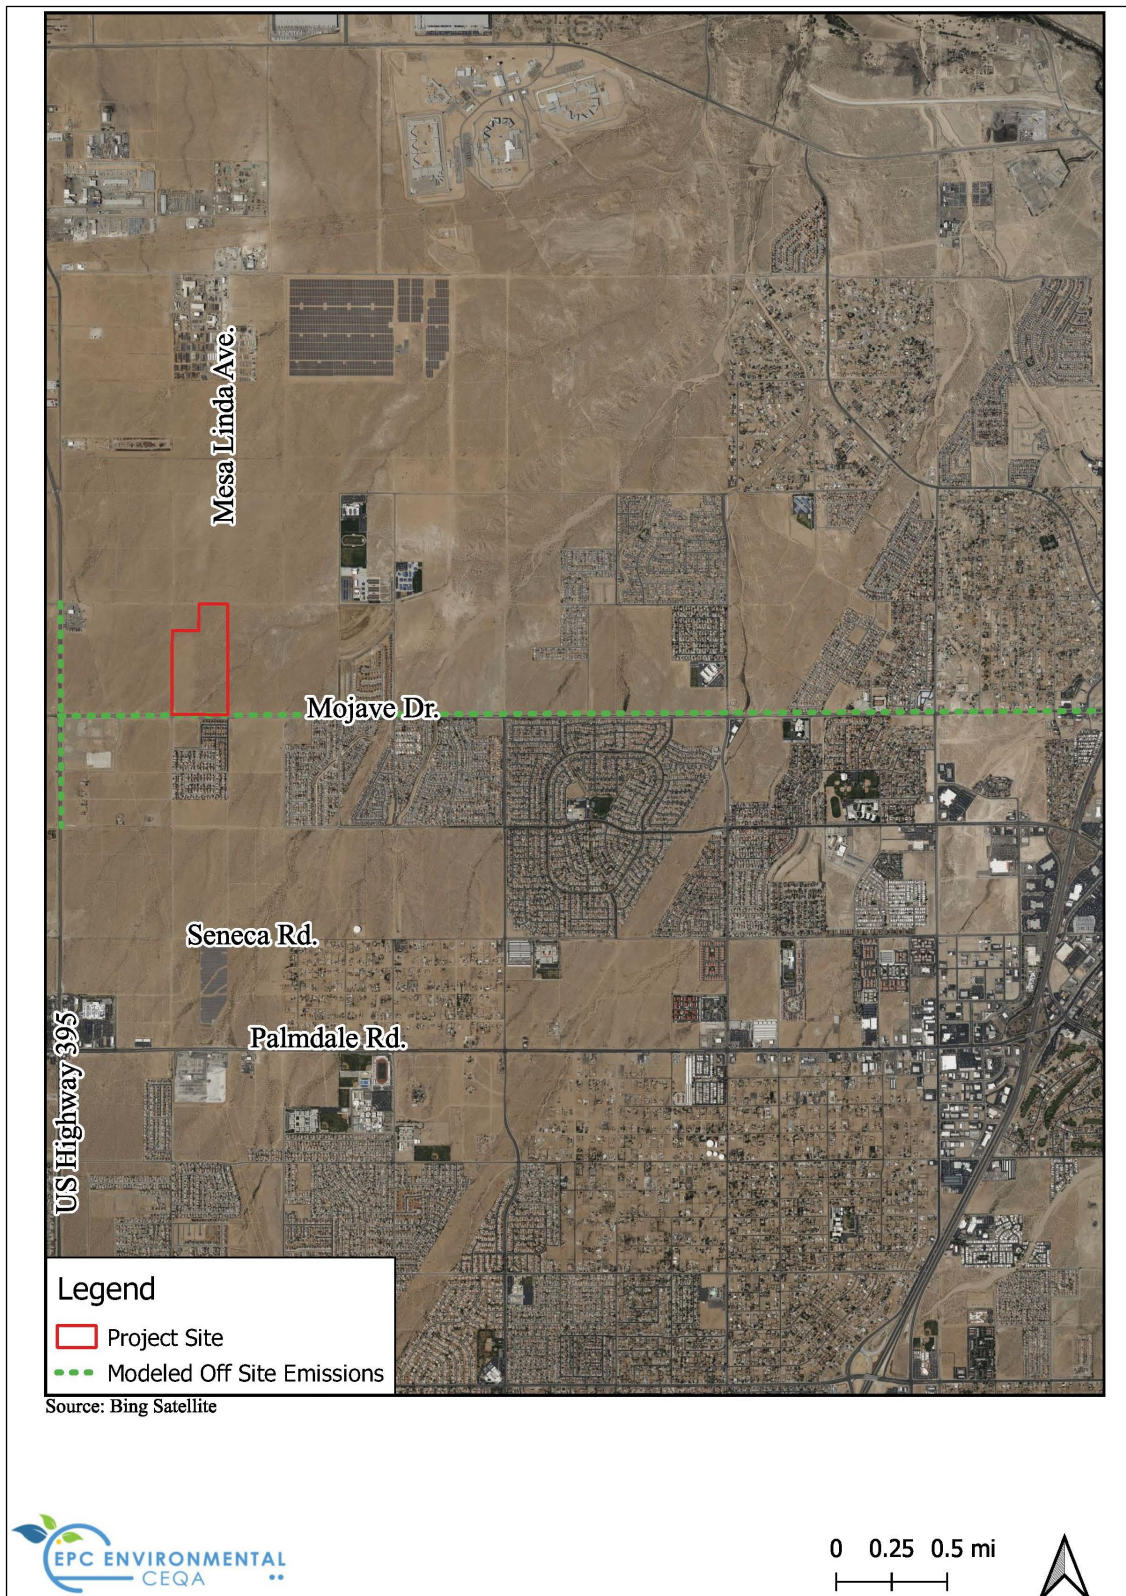 Mesa Linda Ave.
Mojave Dr.
Seneca Rd.
Palmdale Rd.
US Highway 395
Legend
Project Site
Modeled Off Site Emissions
Source: Bing Satellite
EPC ENVIRONMENTAL
CEQA
0 0.25 0.5 mi